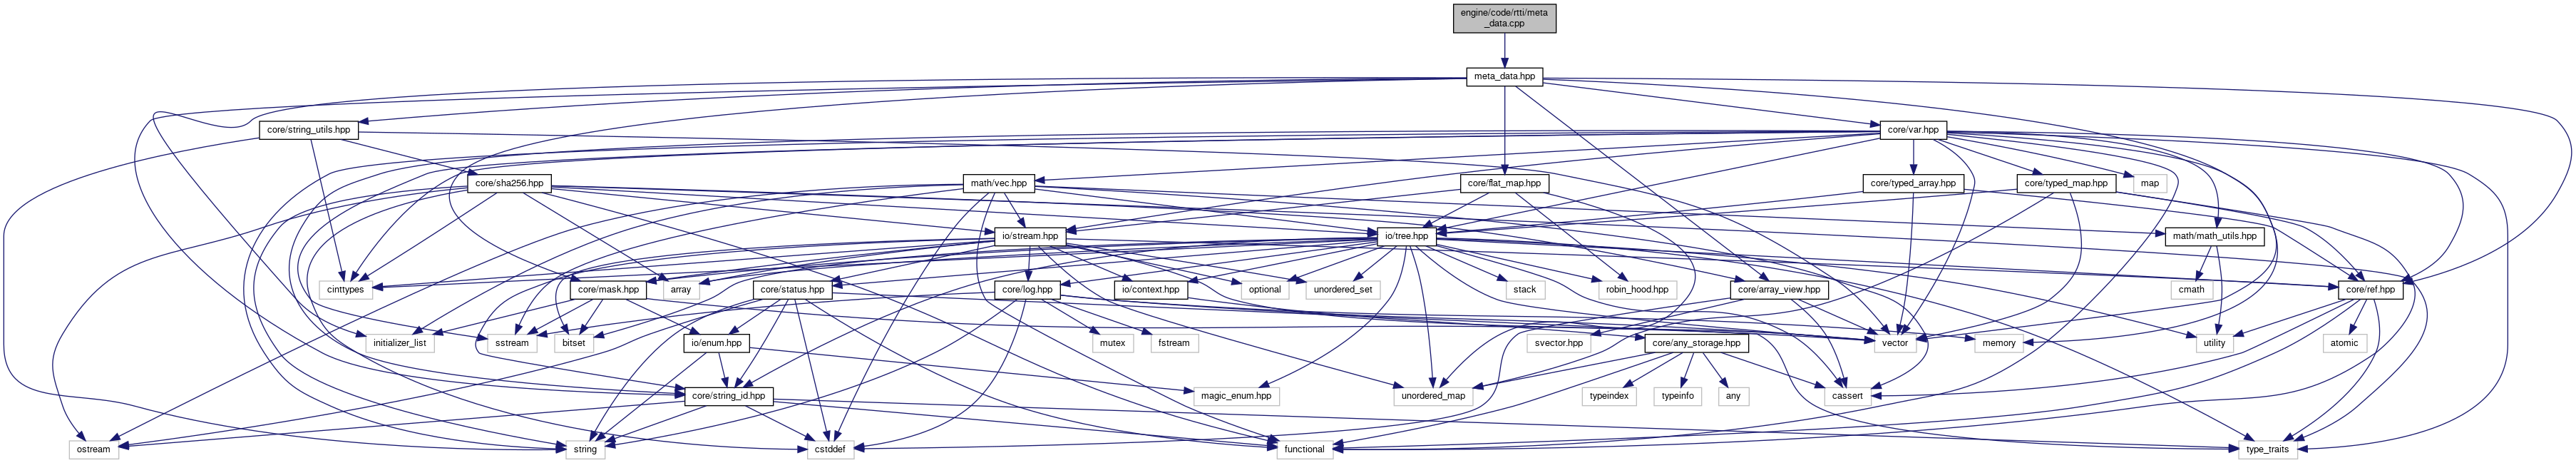 engine/code/rtti/meta
_data.cpp
meta_data.hpp
core/string_utils.hpp
core/var.hpp
core/sha256.hpp
math/vec.hpp
core/flat_map.hpp
core/typed_array.hpp
core/typed_map.hpp
map
io/stream.hpp
io/tree.hpp
math/math_utils.hpp
cinttypes
core/mask.hpp
array
core/status.hpp
core/log.hpp
io/context.hpp
optional
unordered_set
stack
robin_hood.hpp
core/array_view.hpp
cmath
core/ref.hpp
initializer_list
sstream
bitset
io/enum.hpp
mutex
fstream
svector.hpp
core/any_storage.hpp
vector
memory
utility
atomic
core/string_id.hpp
magic_enum.hpp
unordered_map
typeindex
typeinfo
any
cassert
ostream
string
cstddef
functional
type_traits